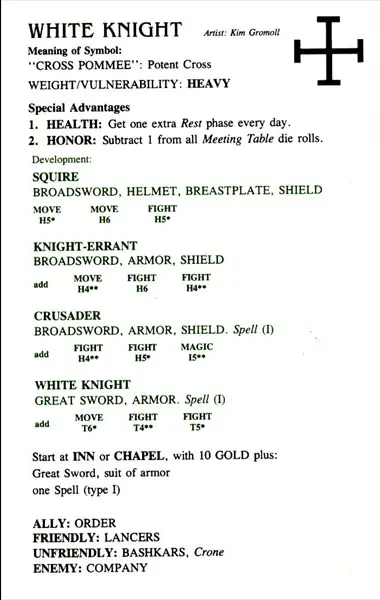 WHITE KNIGHT Artist: Kim Gromoll
Meaning of Symbol:
"CROSS POMMEE": Potent Cross
WEIGHT/VULNERABILITY: HEAVY
Special Advantages
1. HEALTH: Get one extra Rest phase every day.
2. HONOR: Subtract 1 from all Meeting Table die rolls.
Development:
SQUIRE
BROADSWORD, HELMET, BREASTPLATE, SHIELD
MOVE MOVE FIGHT
H5* H6 H5*
KNIGHT-ERRANT
BROADSWORD, ARMOR, SHIELD
MOVE FIGHT FIGHT
add H4** H6 H4**
CRUSADER
BROADSWORD, ARMOR, SHIELD. Spell (I)
FIGHT FIGHT MAGIC
add H4** H5* I5**
WHITE KNIGHT
GREAT SWORD, ARMOR. Spell (I)
MOVE FIGHT FIGHT
add T6* T4** T5*
Start at INN or CHAPEL, with 10 GOLD plus:
Great Sword, suit of armor
one Spell (type I)
ALLY: ORDER
FRIENDLY: LANCERS
UNFRIENDLY: BASHKARS, Crone
ENEMY: COMPANY